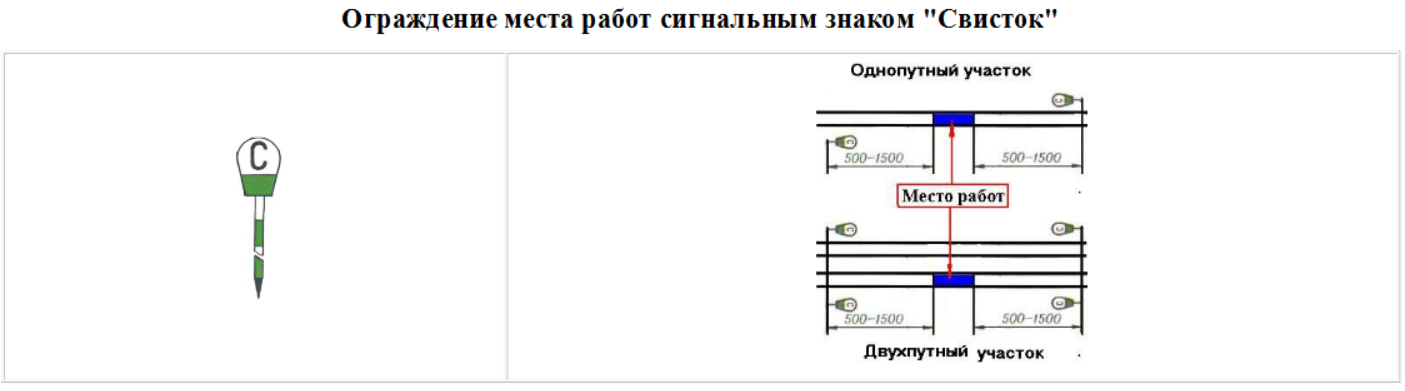 Ограждение места работ сигнальным знаком "Свисток"
С
Однопутный участок
С
С
500-1500 500-1500
Место работ
С С
С С
500-1500 500-1500
Двухпутный участок